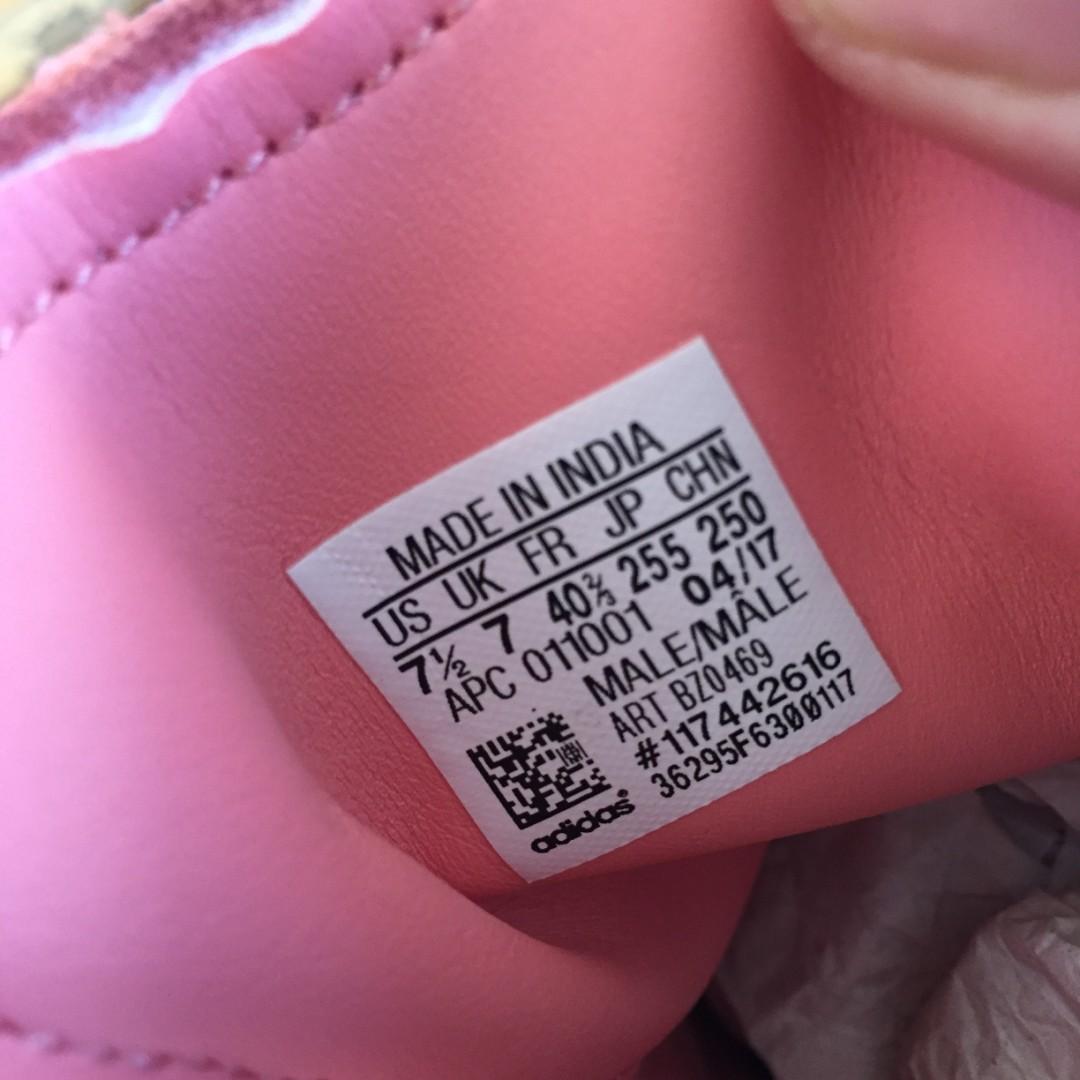 MADE IN INDIA
US UK FR JP CHN
7½ 7 40⅔ 255 250
APC 011001 04/17
MALE/MÂLE
ART BZ0469
#117442616
36295F6300117
adidas®